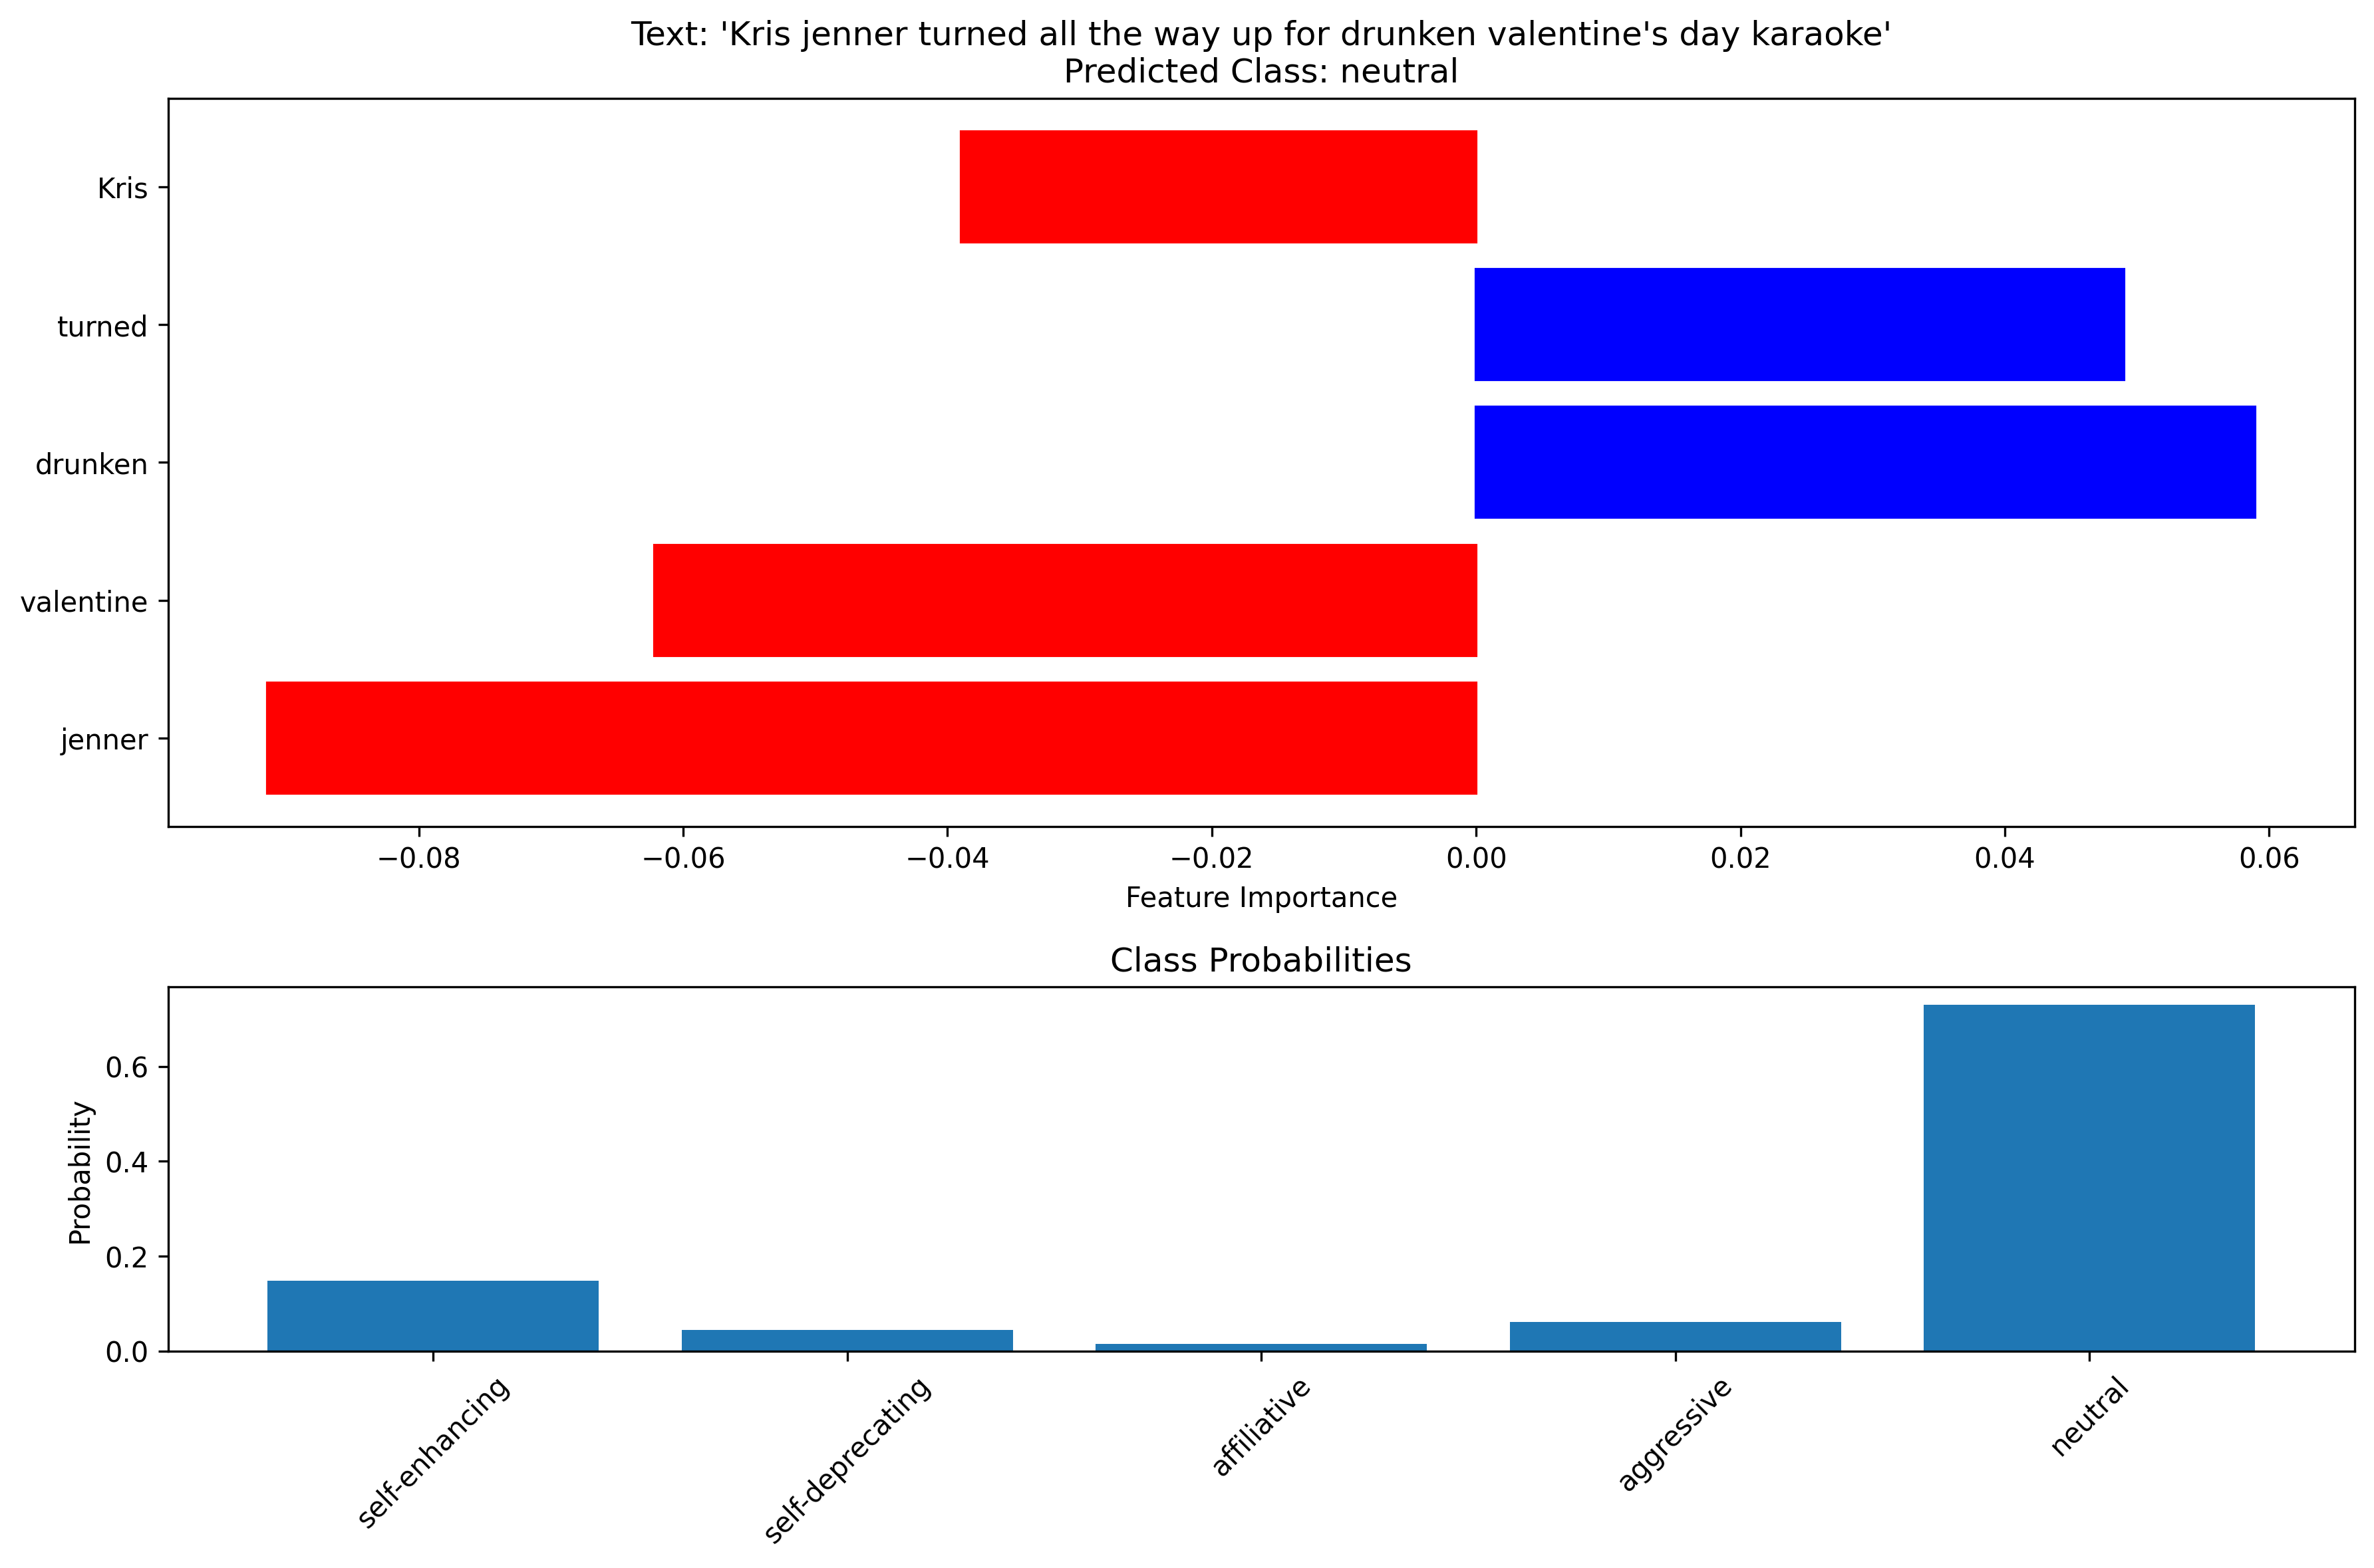 Text: 'Kris jenner turned all the way up for drunken valentine's day karaoke'
Predicted Class: neutral
Kris
turned
drunken
valentine
jenner
−0.08 −0.06 −0.04 −0.02 0.00 0.02 0.04 0.06
Feature Importance
Class Probabilities
Probability
0.6
0.4
0.2
0.0
self-enhancing self-deprecating affiliative aggressive neutral